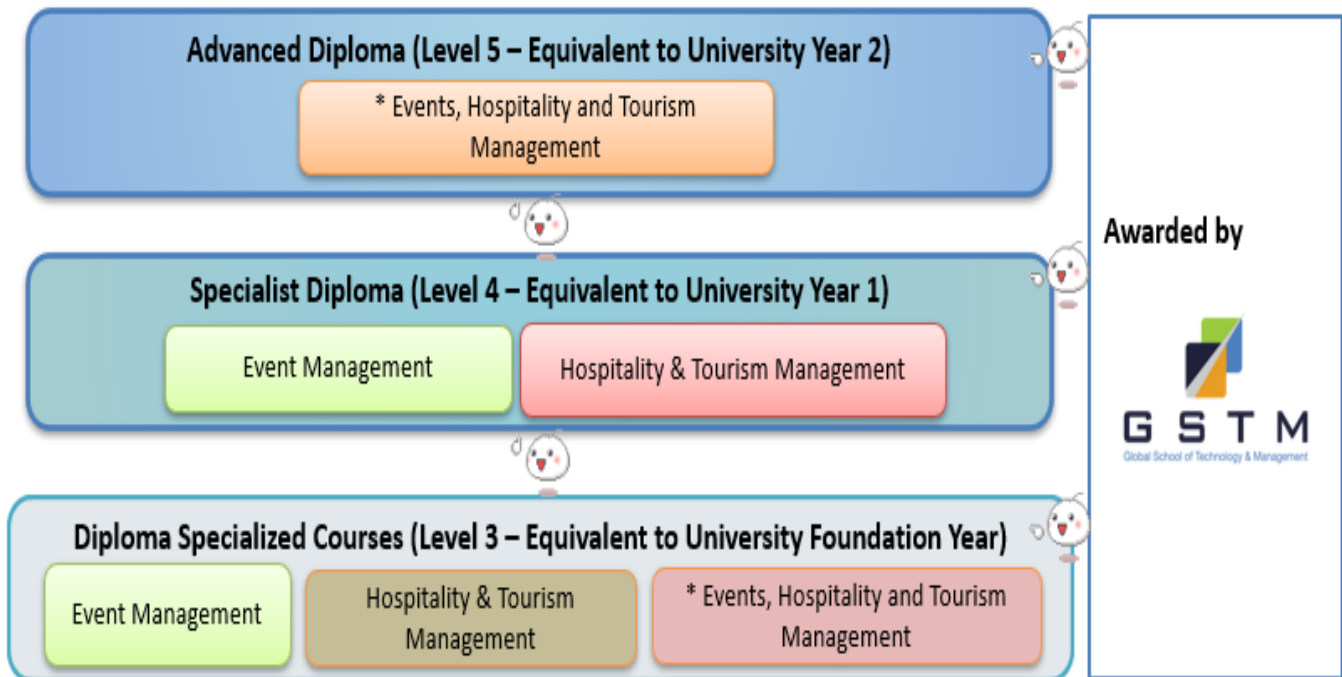 Advanced Diploma (Level 5 – Equivalent to University Year 2)
* Events, Hospitality and Tourism
Management
Specialist Diploma (Level 4 – Equivalent to University Year 1)
Event Management
Hospitality & Tourism Management
Diploma Specialized Courses (Level 3 – Equivalent to University Foundation Year)
Event Management
Hospitality & Tourism
Management
* Events, Hospitality and Tourism
Management
Awarded by
GSTM
Global School of Technology & Management